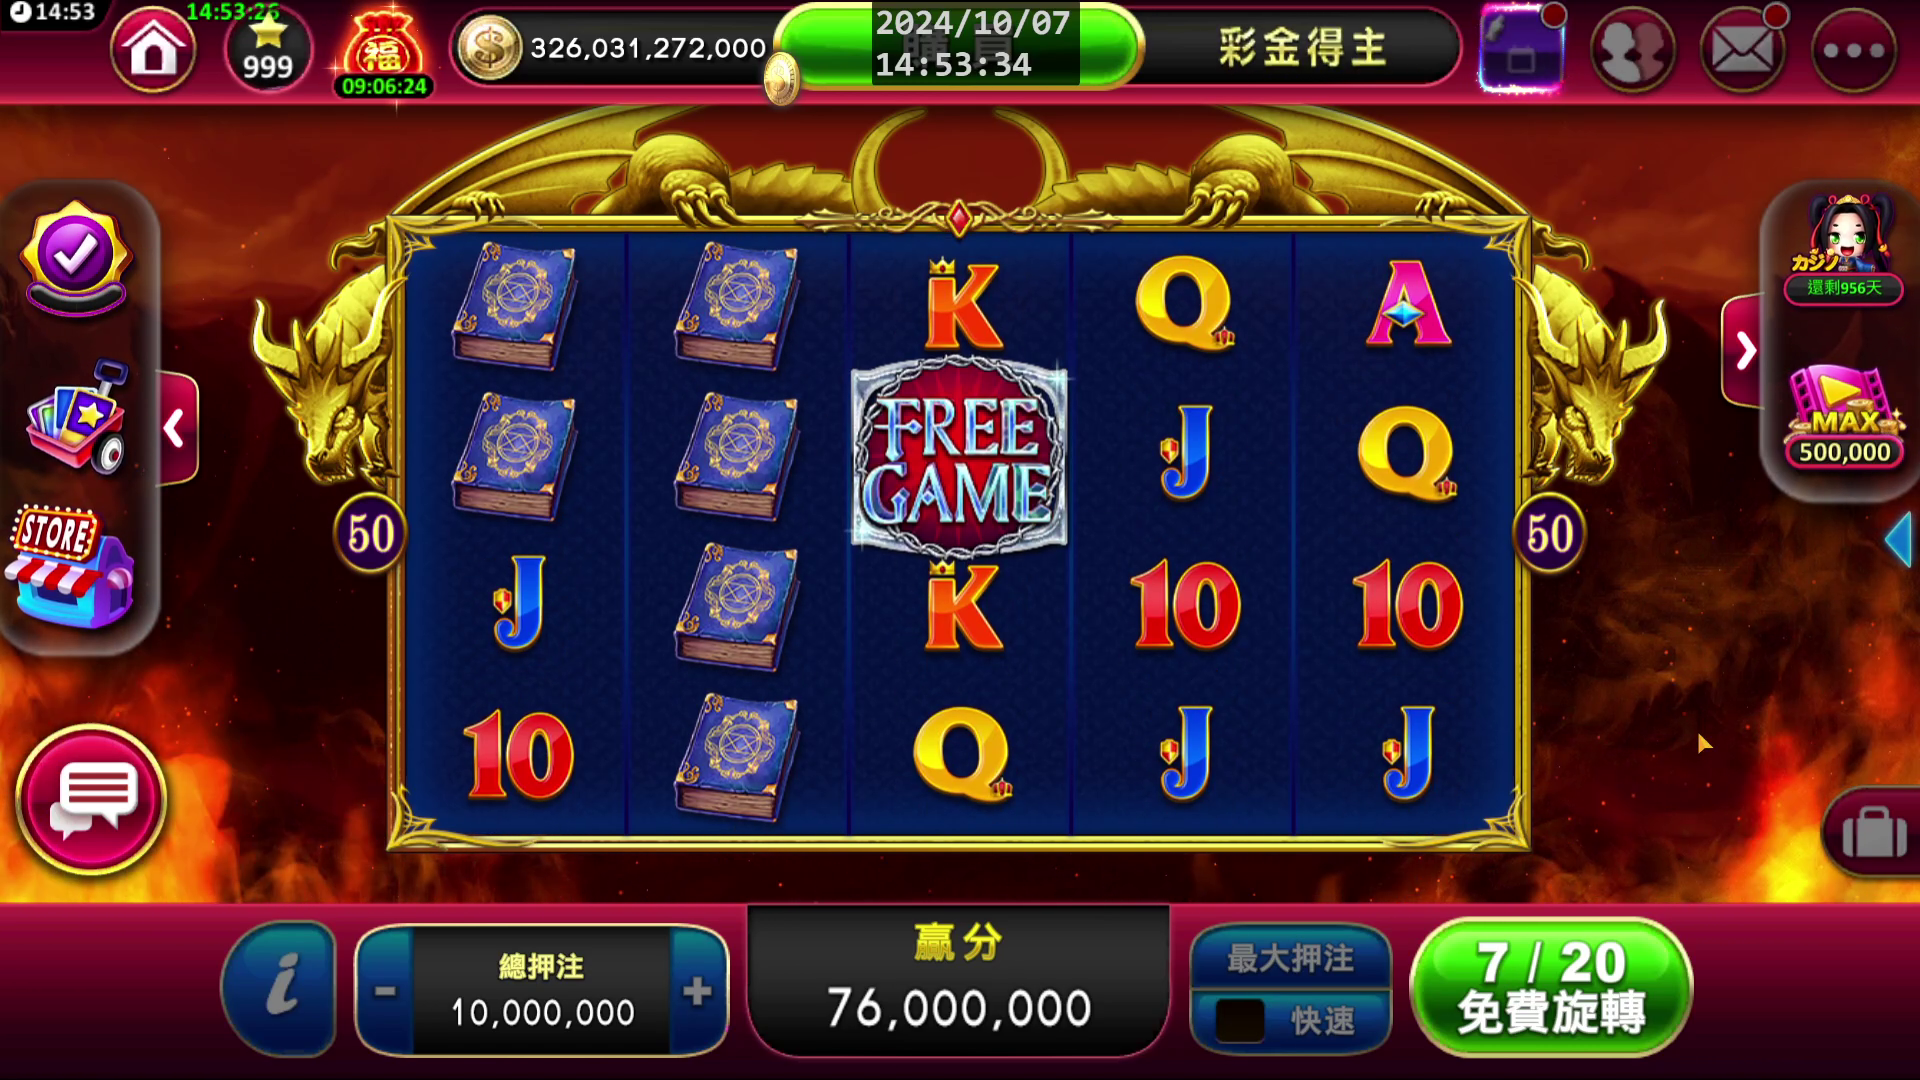 14:53
14:53:26
999
福
09:06:24
326,031,272,000
2024/10/07
14:53:34
彩金得主
カジノ
還剩956天
MAX
500,000
STORE
K
Q
A
FREE
GAME
J
Q
50
50
J
K
10
10
10
Q
J
J
總押注
10,000,000
贏分
76,000,000
最大押注
快速
7 / 20
免費旋轉